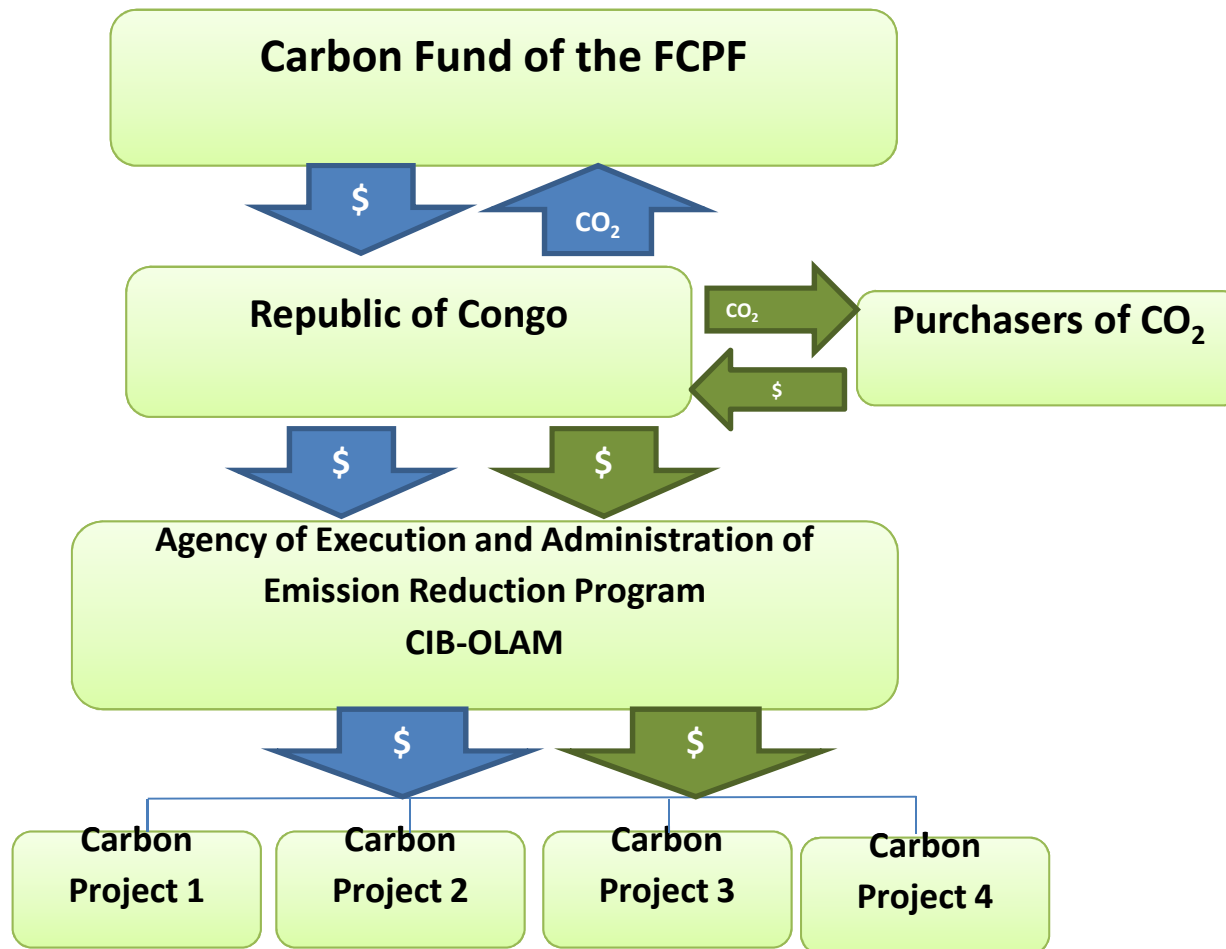 Carbon Fund of the FCPF
$
CO₂
Republic of Congo
CO₂
Purchasers of CO₂
$
$
$
Agency of Execution and Administration of
Emission Reduction Program
CIB-OLAM
$
$
Carbon
Project 1
Carbon
Project 2
Carbon
Project 3
Carbon
Project 4